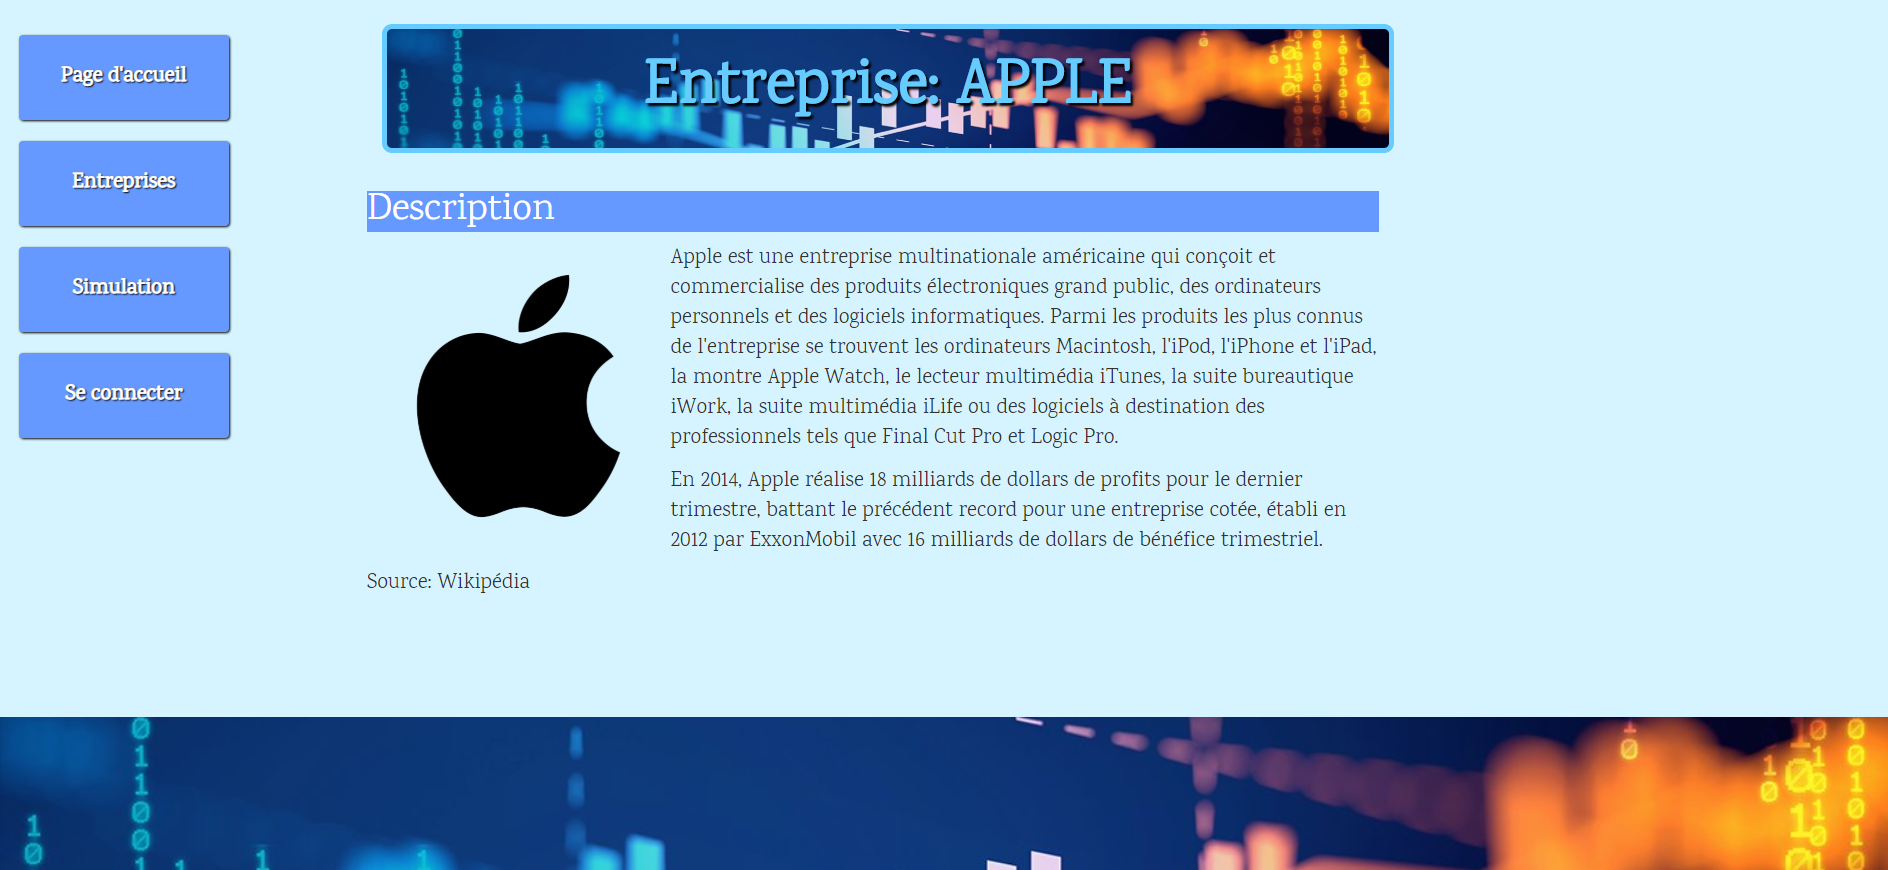 Page d'accueil
Entreprises
Simulation
Se connecter
Entreprise: APPLE
Description
Apple est une entreprise multinationale américaine qui conçoit et
commercialise des produits électroniques grand public, des ordinateurs
personnels et des logiciels informatiques. Parmi les produits les plus connus
de l'entreprise se trouvent les ordinateurs Macintosh, l'iPod, l'iPhone et l'iPad,
la montre Apple Watch, le lecteur multimédia iTunes, la suite bureautique
iWork, la suite multimédia iLife ou des logiciels à destination des
professionnels tels que Final Cut Pro et Logic Pro.
En 2014, Apple réalise 18 milliards de dollars de profits pour le dernier
trimestre, battant le précédent record pour une entreprise cotée, établi en
2012 par ExxonMobil avec 16 milliards de dollars de bénéfice trimestriel.
Source: Wikipédia